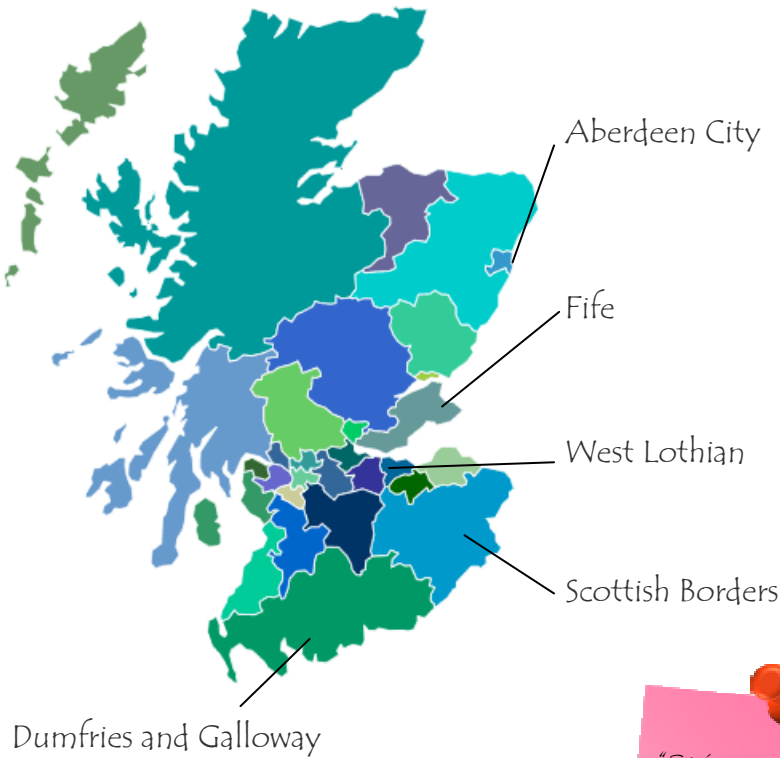 Aberdeen City
Fife
West Lothian
Scottish Borders
Dumfries and Galloway